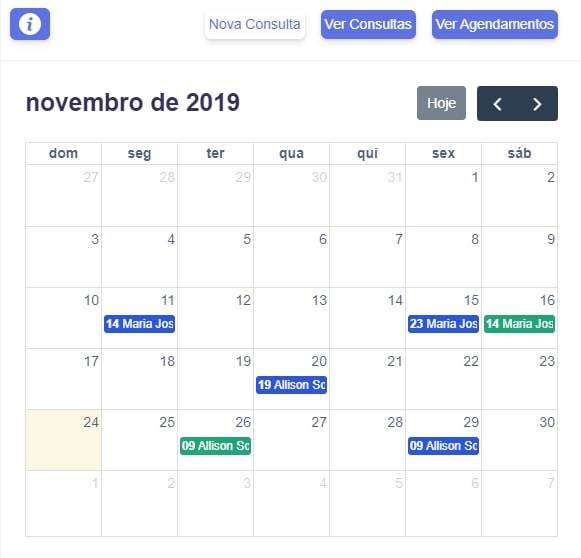 i
Nova Consulta Ver Consultas Ver Agendamentos
novembro de 2019 Hoje
dom seg ter qua qui sex sáb
27 28 29 30 31 1 2
3 4 5 6 7 8 9
10 11 12 13 14 15 16
14 Maria Jos 23 Maria Jos 14 Maria Jos
17 18 19 20 21 22 23
19 Allison Sc
24 25 26 27 28 29 30
09 Allison Sc 09 Allison Sc
1 2 3 4 5 6 7